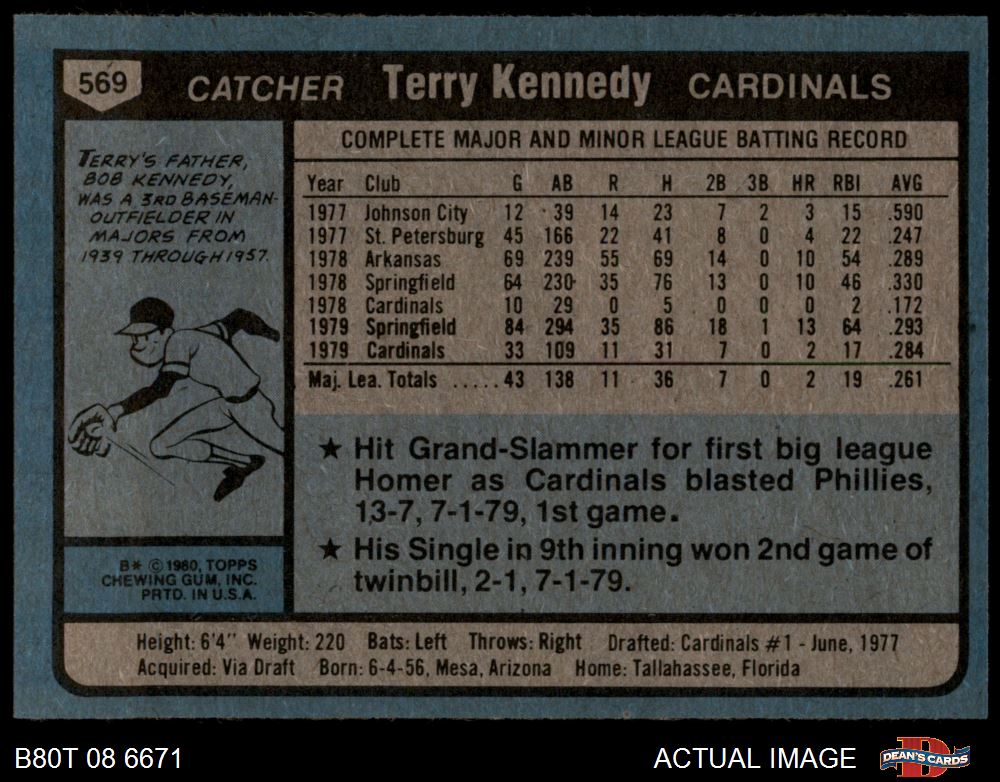 569 CATCHER Terry Kennedy CARDINALS
TERRY'S FATHER,
BOB KENNEDY,
WAS A 3RD BASEMAN-
OUTFIELDER IN
MAJORS FROM
1939 THROUGH 1957.
COMPLETE MAJOR AND MINOR LEAGUE BATTING RECORD
Year Club G AB R H 2B 3B HR RBI AVG
1977 Johnson City 12 39 14 23 7 2 3 15 .590
1977 St. Petersburg 45 166 22 41 8 0 4 22 .247
1978 Arkansas 69 239 55 69 14 0 10 54 .289
1978 Springfield 64 230 35 76 13 0 10 46 .330
1978 Cardinals 10 29 0 5 0 0 0 2 .172
1979 Springfield 84 294 35 86 18 1 13 64 .293
1979 Cardinals 33 109 11 31 7 0 2 17 .284
Maj. Lea. Totals .....43 138 11 36 7 0 2 19 .261
★ Hit Grand-Slammer for first big league
Homer as Cardinals blasted Phillies,
13-7, 7-1-79, 1st game.
★ His Single in 9th inning won 2nd game of
twinbill, 2-1, 7-1-79.
B* © 1980, TOPPS
CHEWING GUM, INC.
PRTD. IN U.S.A.
Height: 6'4" Weight: 220 Bats: Left Throws: Right Drafted: Cardinals #1 - June, 1977
Acquired: Via Draft Born: 6-4-56, Mesa, Arizona Home: Tallahassee, Florida
B80T 08 6671 ACTUAL IMAGE DEAN'S CARDS